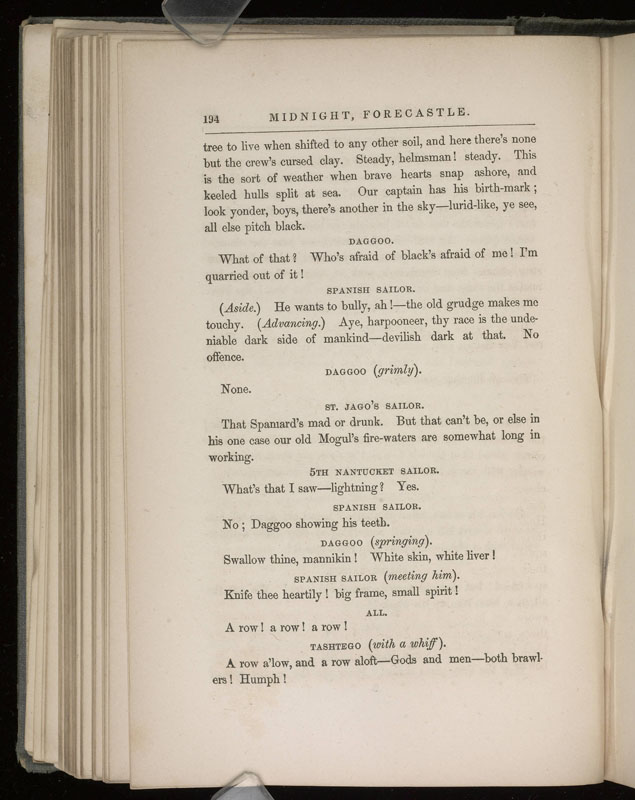 194 MIDNIGHT, FORECASTLE.
tree to live when shifted to any other soil, and here there's none
but the crew's cursed clay. Steady, helmsman! steady. This
is the sort of weather when brave hearts snap ashore, and
keeled hulls split at sea. Our captain has his birth-mark;
look yonder, boys, there's another in the sky—lurid-like, ye see,
all else pitch black.
DAGGOO.
What of that? Who's afraid of black's afraid of me! I'm
quarried out of it!
SPANISH SAILOR.
(Aside.) He wants to bully, ah!—the old grudge makes me
touchy. (Advancing.) Aye, harpooneer, thy race is the unde-
niable dark side of mankind—devilish dark at that. No
offence.
DAGGOO (grimly).
None.
ST. JAGO'S SAILOR.
That Spaniard's mad or drunk. But that can't be, or else in
his one case our old Mogul's fire-waters are somewhat long in
working.
5TH NANTUCKET SAILOR.
What's that I saw—lightning? Yes.
SPANISH SAILOR.
No; Daggoo showing his teeth.
DAGGOO (springing).
Swallow thine, mannikin! White skin, white liver!
SPANISH SAILOR (meeting him).
Knife thee heartily! big frame, small spirit!
ALL.
A row! a row! a row!
TASHTEGO (with a whiff).
A row a'low, and a row aloft—Gods and men—both brawl-
ers! Humph!